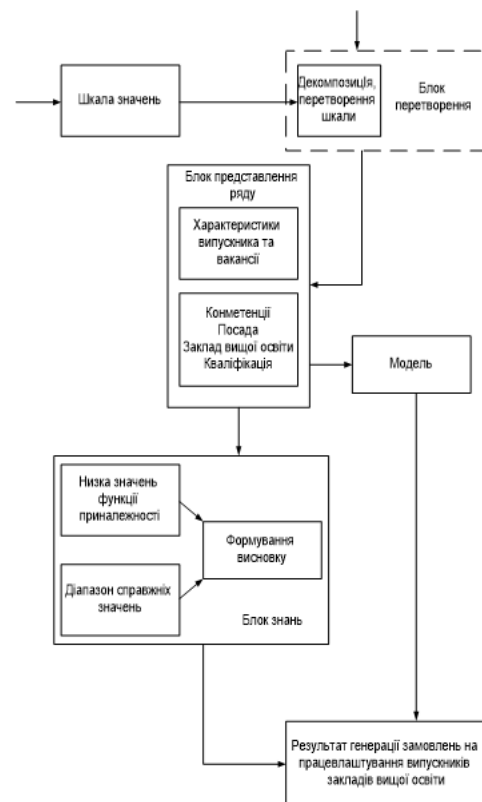 Шкала значень
Декомпозиція,
перетворення
шкали
Блок
перетворення
Блок представлення
ряду
Характеристики
випускника та
вакансії
Конметенції
Посада
Заклад вищої освіти
Кваліфікація
Модель
Низка значень
функції
приналежності
Формування
висновку
Діапазон справжніх
значень
Блок знань
Результат генерації замовлень на
працевлаштування випускників
закладів вищої освіти